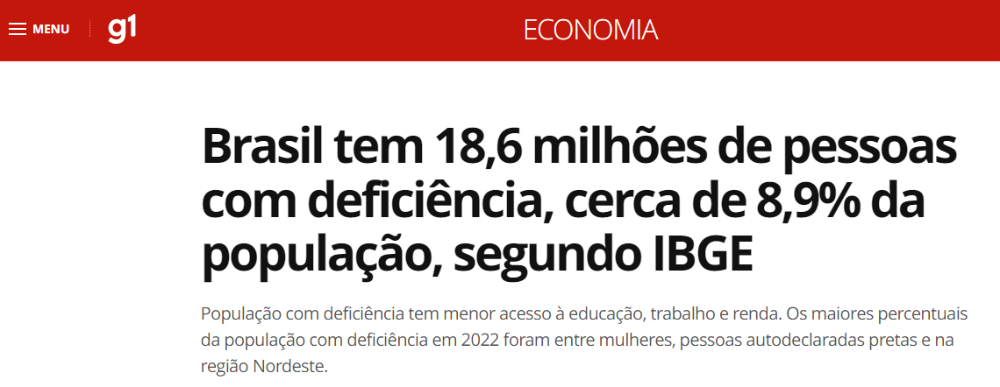 MENU
g1
ECONOMIA
Brasil tem 18,6 milhões de pessoas
com deficiência, cerca de 8,9% da
população, segundo IBGE
População com deficiência tem menor acesso à educação, trabalho e renda. Os maiores percentuais
da população com deficiência em 2022 foram entre mulheres, pessoas autodeclaradas pretas e na
região Nordeste.